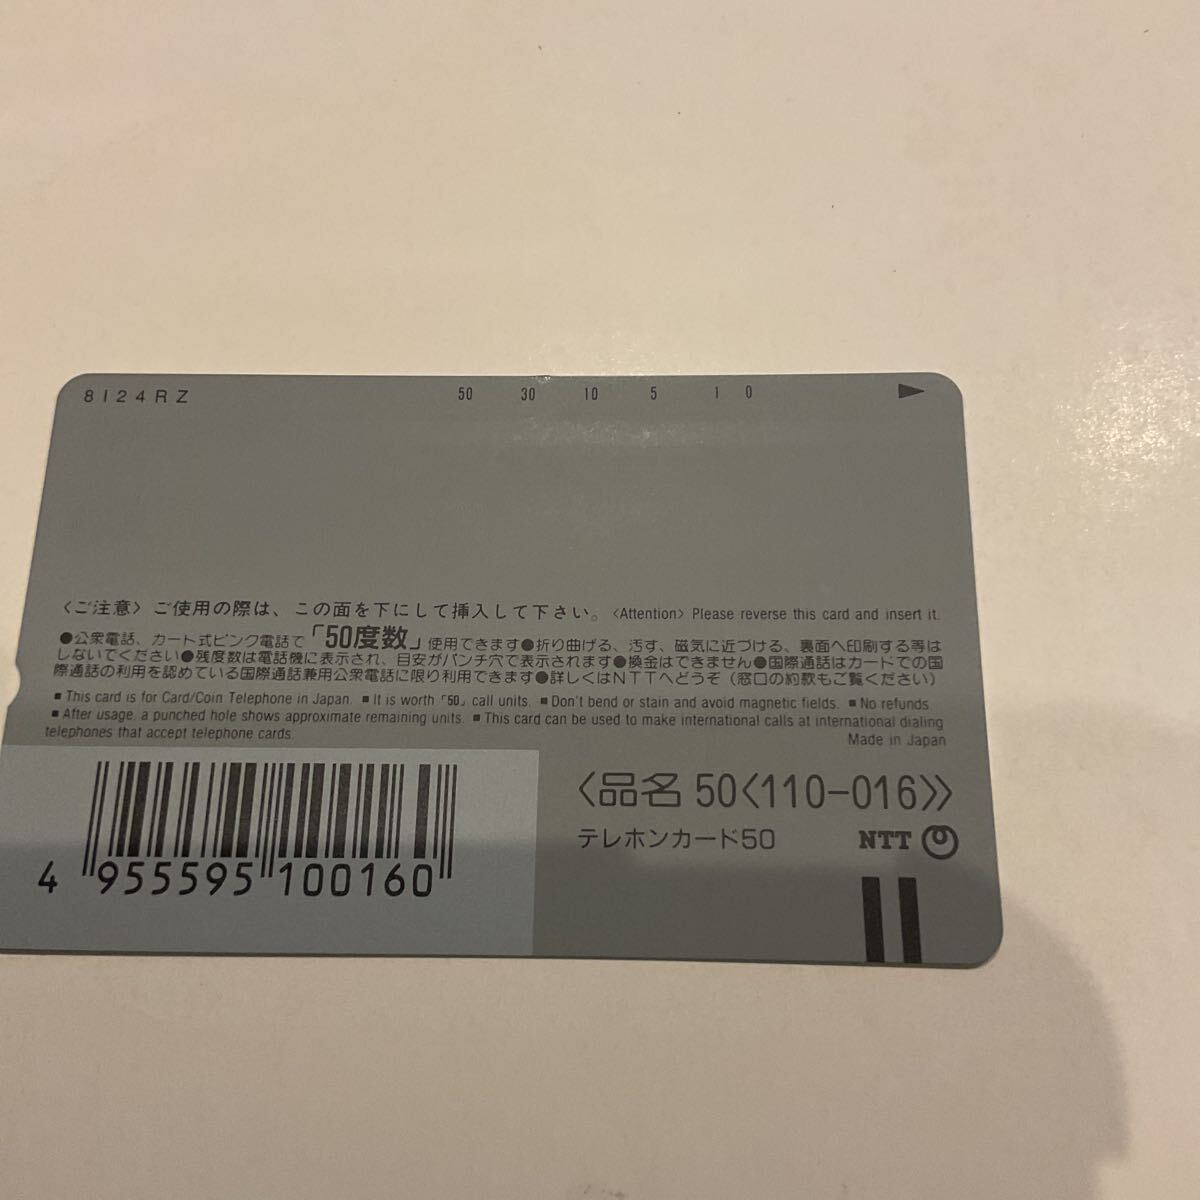 8124RZ
50 30 10 5 1 0
〈ご注意〉ご使用の際は、この面を下にして挿入して下さい。〈Attention〉Please reverse this card and insert it.
●公衆電話、カード式ピンク電話で「50度数」使用できます●折り曲げる、汚す、磁気に近づける、裏面へ印刷する等は
しないでください●残度数は電話機に表示され、目安がパンチ穴で表示されます●換金はできません●国際通話はカードでの国
際通話の利用を認めている国際通話兼用公衆電話に限り利用できます●詳しくはNTTへどうぞ（窓口の約款もご覧ください）
■This card is for Card/Coin Telephone in Japan. ■It is worth「50」call units. ■Don't bend or stain and avoid magnetic fields. ■No refunds.
■After usage, a punched hole shows approximate remaining units. ■This card can be used to make international calls at international dialing
telephones that accept telephone cards.
Made in Japan
〈品名 50〈110-016〉〉
テレホンカード50
NTT
4 955595 100160